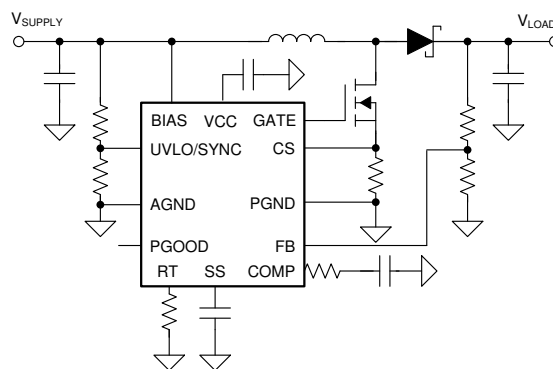 VSUPPLY
VLOAD
BIAS VCC GATE
UVLO/SYNC CS
AGND PGND
PGOOD FB
RT SS COMP